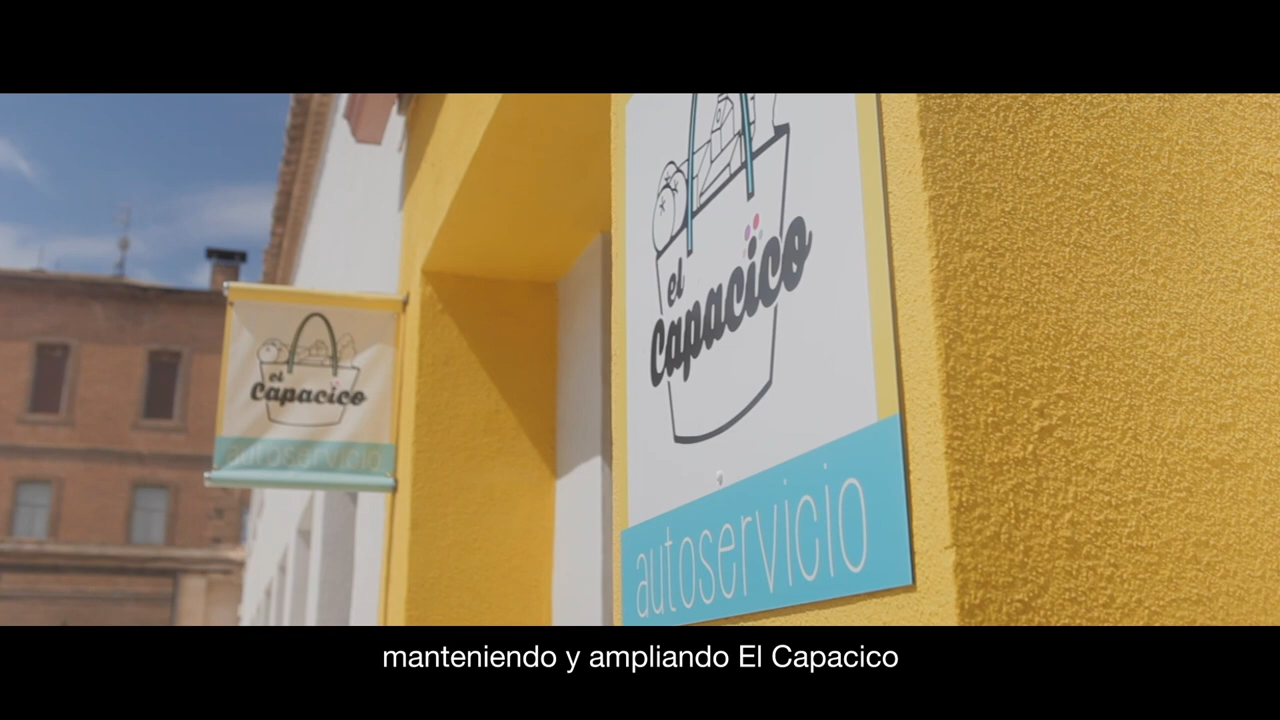 el
Capacico
autoservicio
el
Capacico
autoservicio
manteniendo y ampliando El Capacico